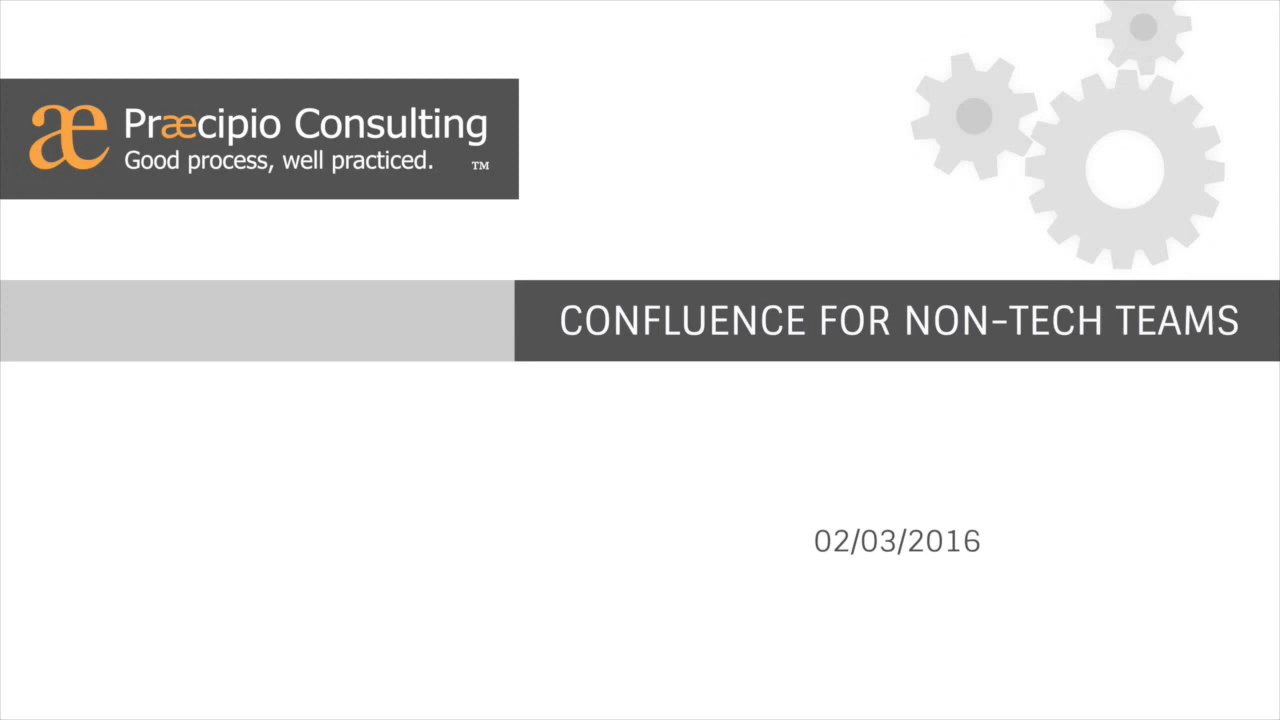 æ Præcipio Consulting
Good process, well practiced. ™
CONFLUENCE FOR NON-TECH TEAMS
02/03/2016